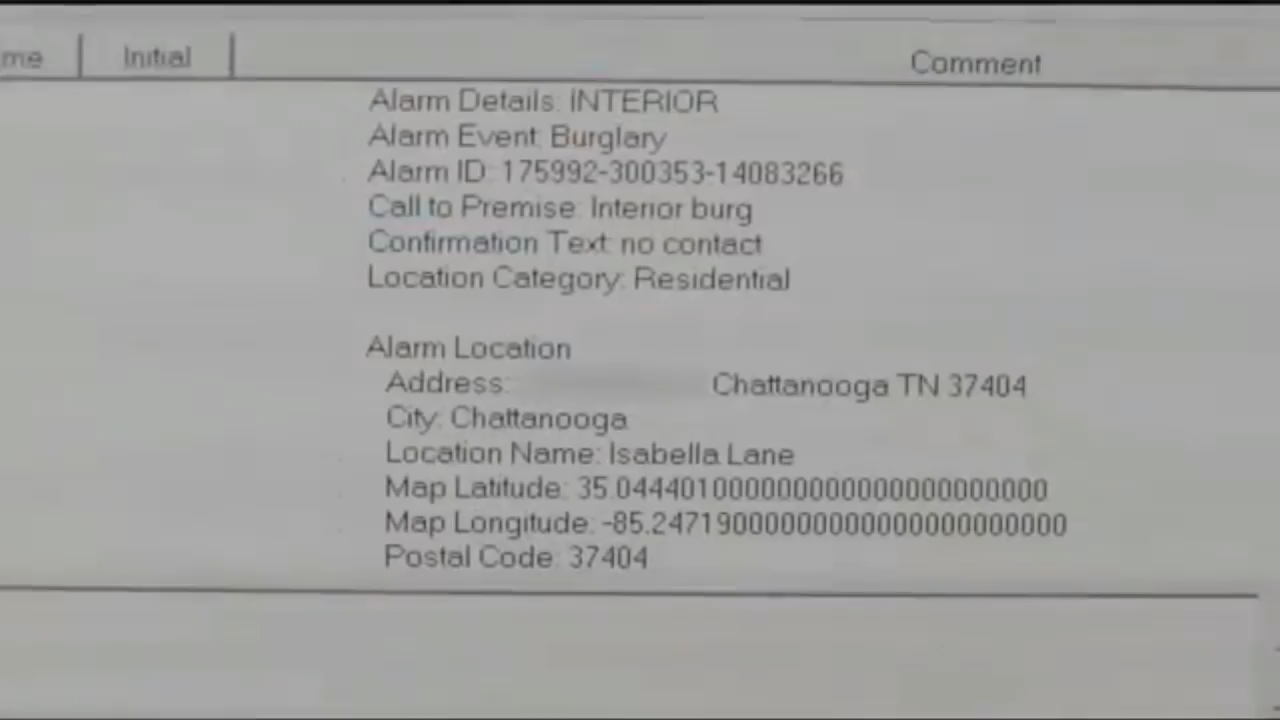 me Initial Comment
Alarm Details: INTERIOR
Alarm Event: Burglary
Alarm ID: 175992-300353-14083266
Call to Premise: Interior burg
Confirmation Text: no contact
Location Category: Residential
Alarm Location
Address: Chattanooga TN 37404
City: Chattanooga
Location Name: Isabella Lane
Map Latitude: 35.044401000000000000000000000
Map Longitude: -85.247190000000000000000000000
Postal Code: 37404